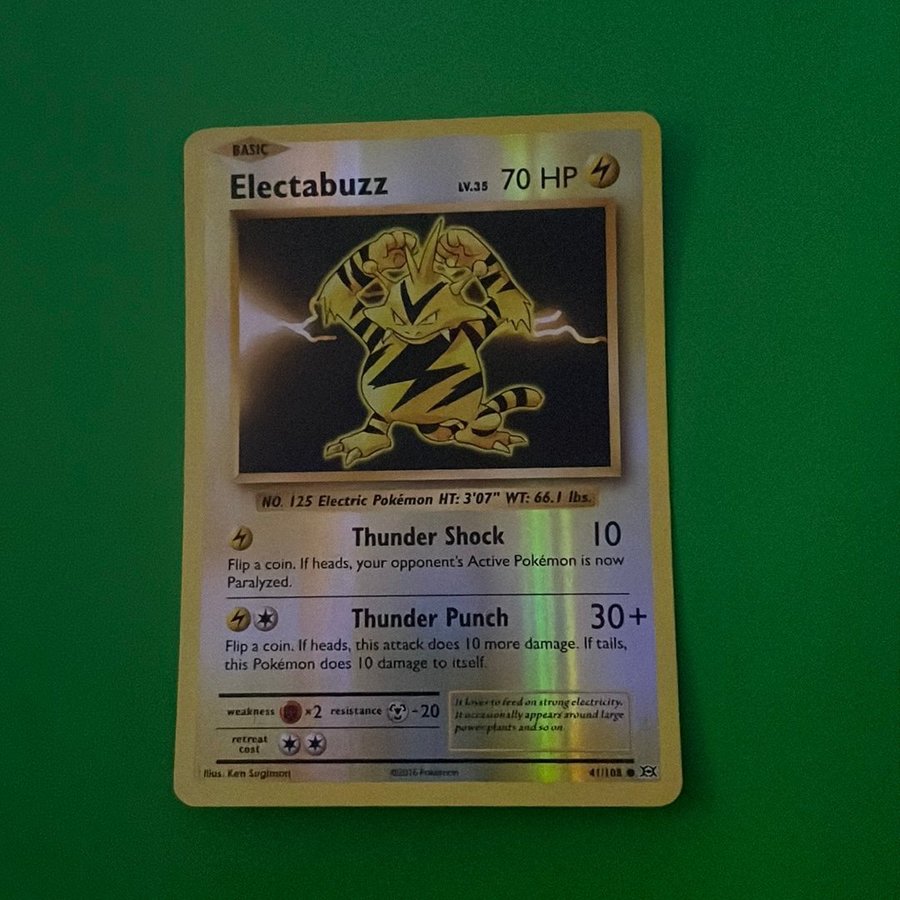 BASIC
Electabuzz LV.35 70 HP
NO. 125 Electric Pokémon HT: 3'07" WT: 66.1 lbs.
Thunder Shock 10
Flip a coin. If heads, your opponent's Active Pokémon is now
Paralyzed.
Thunder Punch 30+
Flip a coin. If heads, this attack does 10 more damage. If tails,
this Pokémon does 10 damage to itself.
weakness ×2 resistance -20
It loves to feed on strong electricity.
It occasionally appears around large
power plants and so on.
retreat
cost
Illus. Ken Sugimori ©2016 Pokémon 41/108